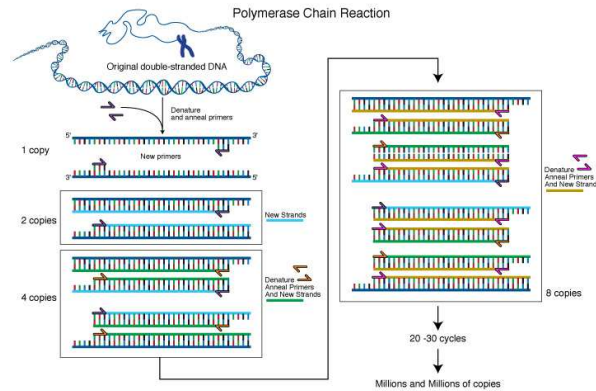 Polymerase Chain Reaction
Original double-stranded DNA
Denature
and anneal primers
5'
3'
1 copy
New primers
3'
5'
2 copies
New Strands
4 copies
Denature
Anneal Primers
And New Strands
Denature
Anneal Primers
And New Strands
8 copies
20 -30 cycles
Millions and Millions of copies